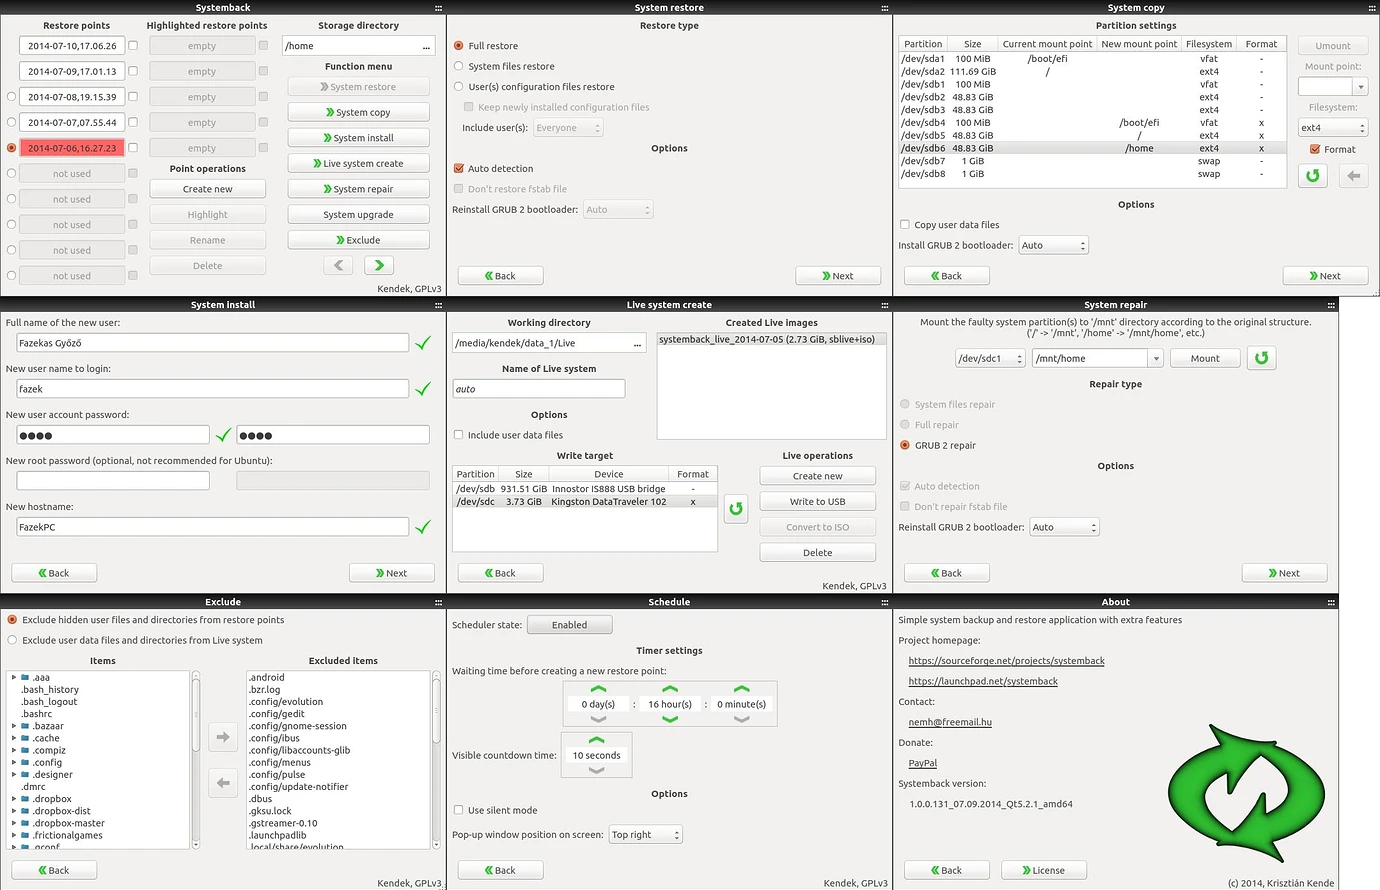 Systemback
Restore points
Highlighted restore points
Storage directory
2014-07-10,17.06.26
empty
/home
...
2014-07-09,17.01.13
empty
Function menu
System restore
2014-07-08,19.15.39
empty
System copy
2014-07-07,07.55.44
empty
System install
2014-07-06,16.27.23
empty
Live system create
not used
Point operations
Create new
System repair
not used
Highlight
System upgrade
not used
Rename
Exclude
not used
Delete
not used
Kendek, GPLv3
System restore
Restore type
Full restore
System files restore
User(s) configuration files restore
Keep newly installed configuration files
Include user(s): Everyone
Options
Auto detection
Don't restore fstab file
Reinstall GRUB 2 bootloader: Auto
Back
Next
System copy
Partition settings
Partition Size Current mount point New mount point Filesystem Format
/dev/sda1 100 MiB /boot/efi vfat -
/dev/sda2 111.69 GiB / ext4 -
/dev/sdb1 100 MiB vfat -
/dev/sdb2 48.83 GiB ext4 -
/dev/sdb3 48.83 GiB ext4 -
/dev/sdb4 100 MiB /boot/efi vfat x
/dev/sdb5 48.83 GiB / ext4 x
/dev/sdb6 48.83 GiB /home ext4 x
/dev/sdb7 1 GiB swap -
/dev/sdb8 1 GiB swap -
Umount
Mount point:
Filesystem:
ext4
Format
Options
Copy user data files
Install GRUB 2 bootloader: Auto
Back
Next
System install
Full name of the new user:
Fazekas Győző
New user name to login:
fazek
New user account password:
●●●● ●●●●
New root password (optional, not recommended for Ubuntu):
New hostname:
FazekPC
Back
Next
Live system create
Working directory
/media/kendek/data_1/Live
...
Name of Live system
auto
Options
Include user data files
Created Live images
systemback_live_2014-07-05 (2.73 GiB, sblive+iso)
Write target
Partition Size Device Format
/dev/sdb 931.51 GiB Innostor IS888 USB bridge -
/dev/sdc 3.73 GiB Kingston DataTraveler 102 x
Live operations
Create new
Write to USB
Convert to ISO
Delete
Back
Kendek, GPLv3
System repair
Mount the faulty system partition(s) to '/mnt' directory according to the original structure.
('/' -> '/mnt', '/home' -> '/mnt/home', etc.)
/dev/sdc1 /mnt/home Mount
Repair type
System files repair
Full repair
GRUB 2 repair
Options
Auto detection
Don't repair fstab file
Reinstall GRUB 2 bootloader: Auto
Back
Next
Exclude
Exclude hidden user files and directories from restore points
Exclude user data files and directories from Live system
Items
.aaa
.bash_history
.bash_logout
.bashrc
.bazaar
.cache
.compiz
.config
.designer
.dmrc
.dropbox
.dropbox-dist
.dropbox-master
.frictionalgames
.gconf
Excluded items
.android
.bzr.log
.config/evolution
.config/gedit
.config/gnome-session
.config/ibus
.config/libaccounts-glib
.config/menus
.config/pulse
.config/update-notifier
.dbus
.gksu.lock
.gstreamer-0.10
.launchpadlib
.local/share/evolution
Back
Kendek, GPLv3
Schedule
Scheduler state: Enabled
Timer settings
Waiting time before creating a new restore point:
0 day(s) : 16 hour(s) : 0 minute(s)
Visible countdown time: 10 seconds
Options
Use silent mode
Pop-up window position on screen: Top right
Back
Kendek, GPLv3
About
Simple system backup and restore application with extra features
Project homepage:
https://sourceforge.net/projects/systemback
https://launchpad.net/systemback
Contact:
nemh@freemail.hu
Donate:
PayPal
Systemback version:
1.0.0.131_07.09.2014_Qt5.2.1_amd64
Back
License
(c) 2014, Krisztián Kende